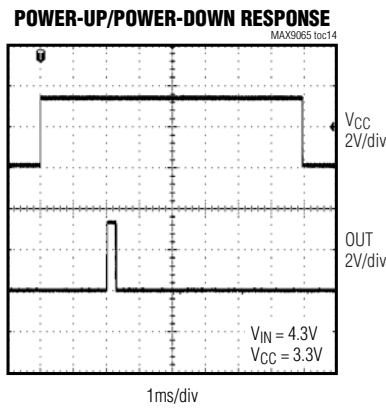 POWER-UP/POWER-DOWN RESPONSE
MAX9065 toc14
T
VCC
2V/div
OUT
2V/div
VIN = 4.3V
VCC = 3.3V
1ms/div